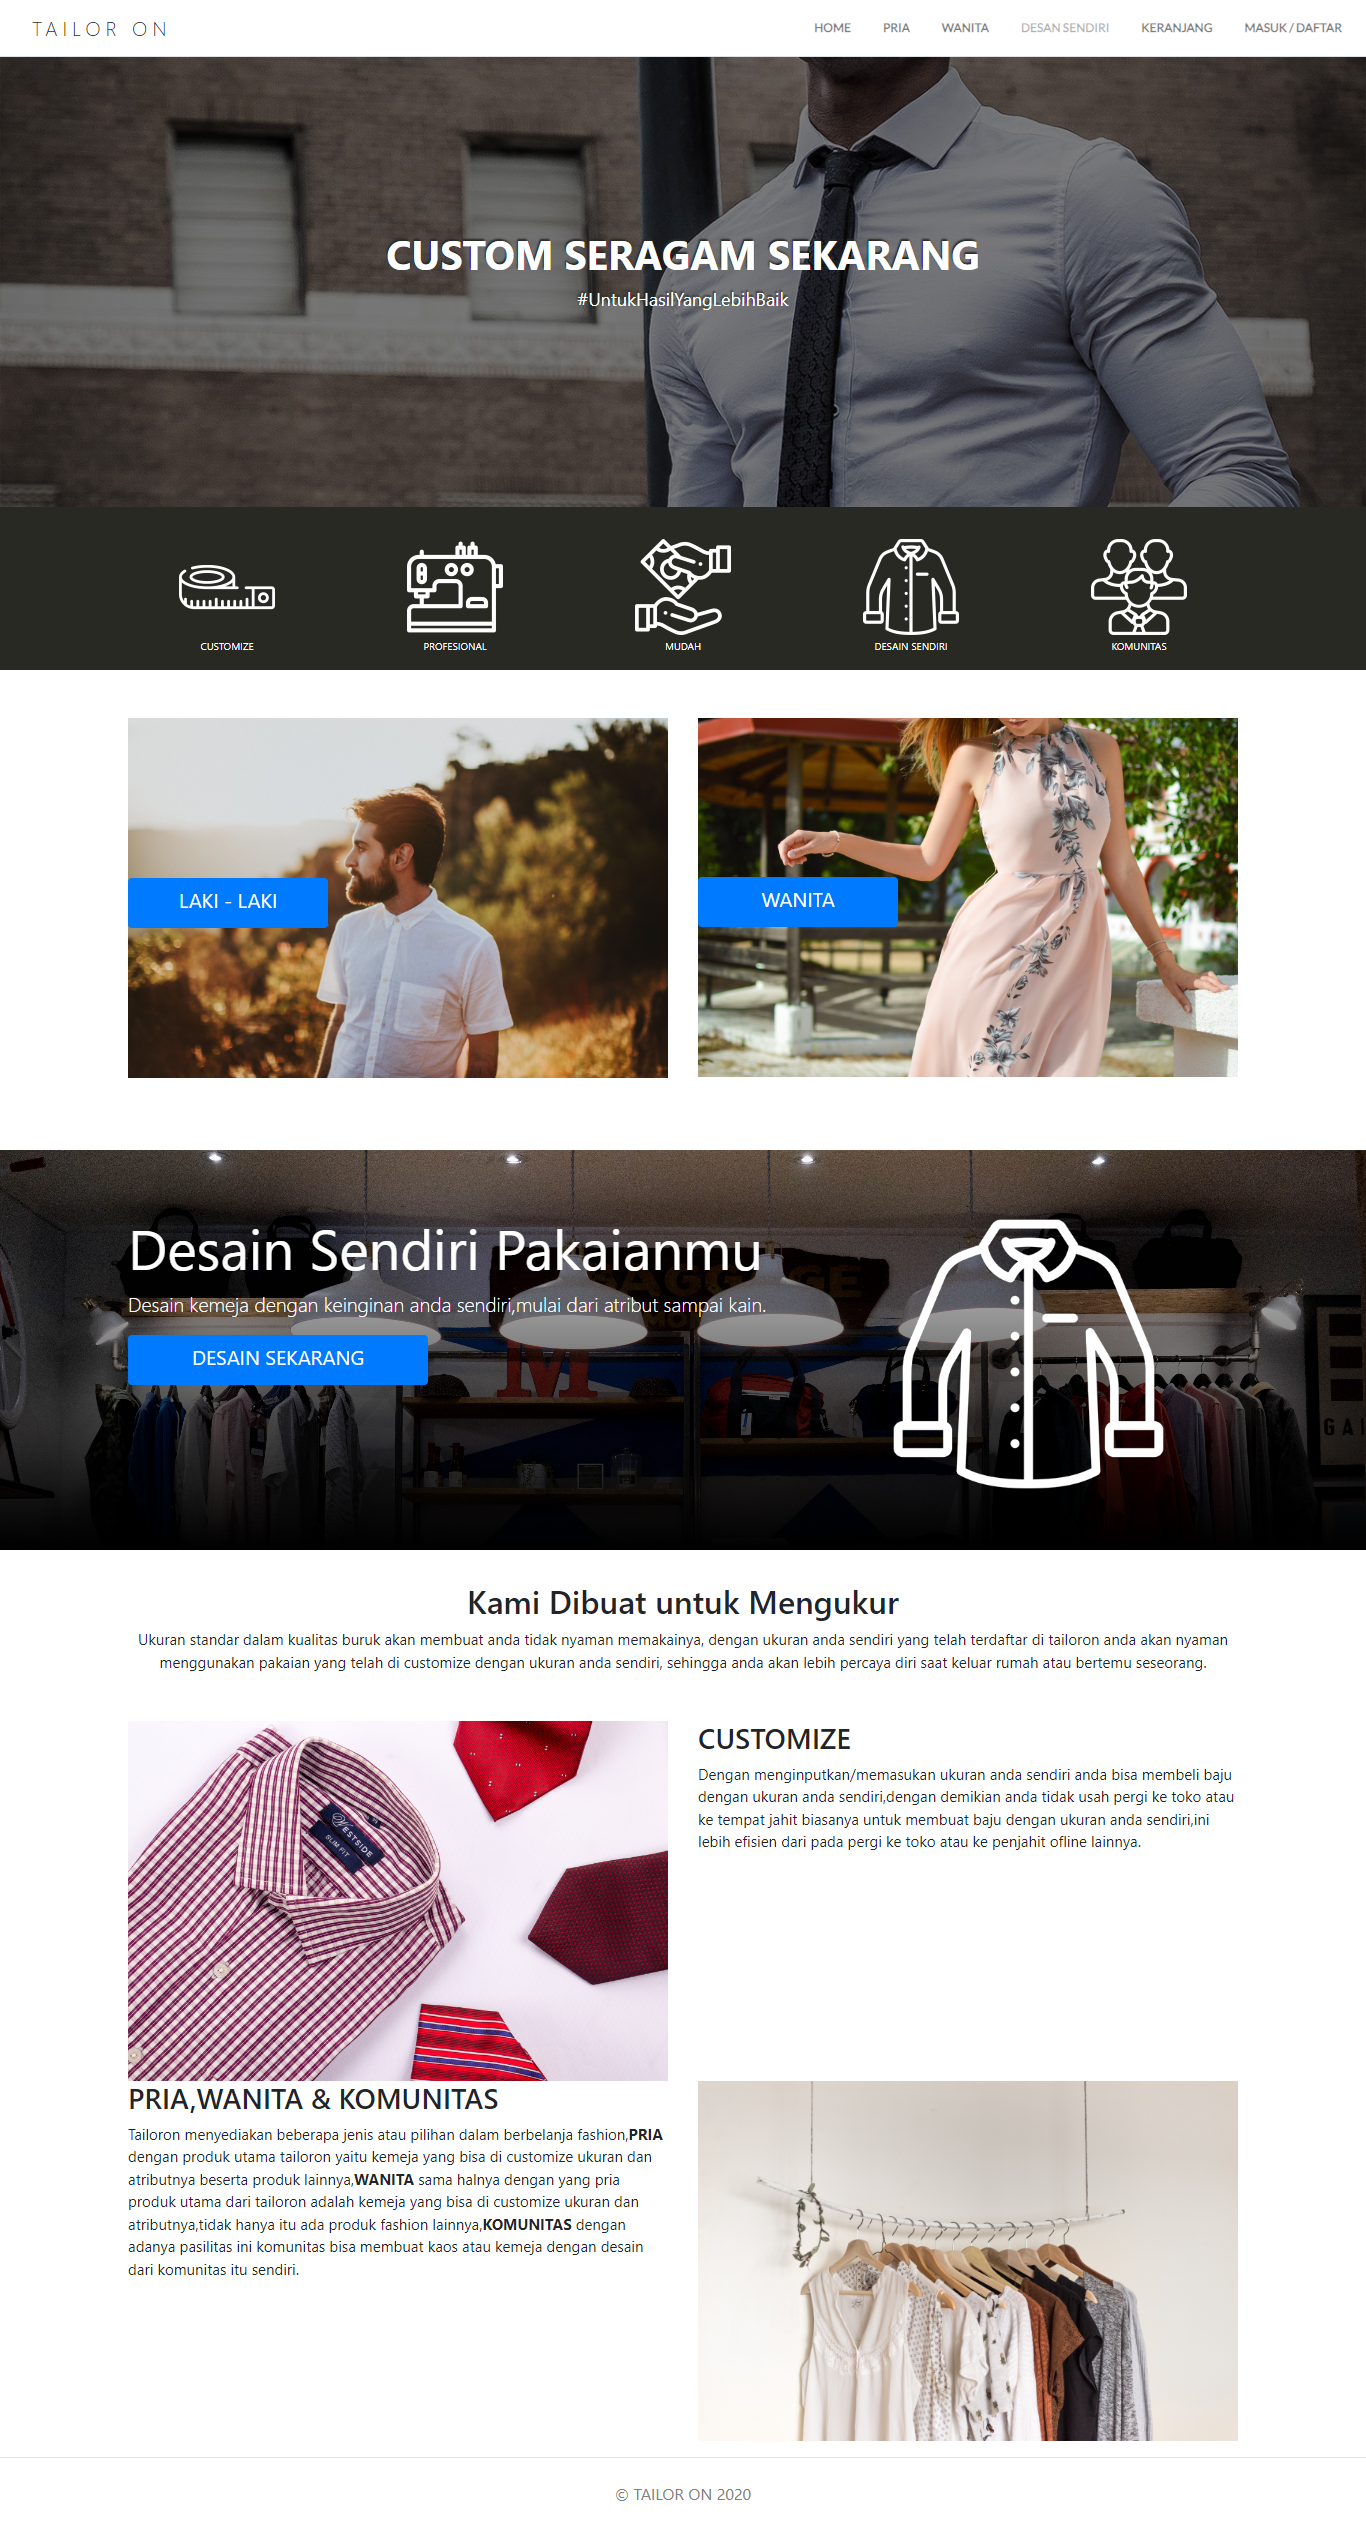 TAILOR ON
HOME PRIA WANITA DESAN SENDIRI KERANJANG MASUK / DAFTAR
CUSTOM SERAGAM SEKARANG
#UntukHasilYangLebihBaik
CUSTOMIZE PROFESIONAL MUDAH DESAIN SENDIRI KOMUNITAS
LAKI - LAKI
WANITA
Desain Sendiri Pakaianmu
Desain kemeja dengan keinginan anda sendiri,mulai dari atribut sampai kain.
DESAIN SEKARANG
Kami Dibuat untuk Mengukur
Ukuran standar dalam kualitas buruk akan membuat anda tidak nyaman memakainya, dengan ukuran anda sendiri yang telah terdaftar di tailoron anda akan nyaman
menggunakan pakaian yang telah di customize dengan ukuran anda sendiri, sehingga anda akan lebih percaya diri saat keluar rumah atau bertemu seseorang.
WESTSIDE
SLIM FIT
CUSTOMIZE
Dengan menginputkan/memasukan ukuran anda sendiri anda bisa membeli baju
dengan ukuran anda sendiri,dengan demikian anda tidak usah pergi ke toko atau
ke tempat jahit biasanya untuk membuat baju dengan ukuran anda sendiri,ini
lebih efisien dari pada pergi ke toko atau ke penjahit ofline lainnya.
PRIA,WANITA & KOMUNITAS
Tailoron menyediakan beberapa jenis atau pilihan dalam berbelanja fashion,PRIA
dengan produk utama tailoron yaitu kemeja yang bisa di customize ukuran dan
atributnya beserta produk lainnya,WANITA sama halnya dengan yang pria
produk utama dari tailoron adalah kemeja yang bisa di customize ukuran dan
atributnya,tidak hanya itu ada produk fashion lainnya,KOMUNITAS dengan
adanya pasilitas ini komunitas bisa membuat kaos atau kemeja dengan desain
dari komunitas itu sendiri.
© TAILOR ON 2020